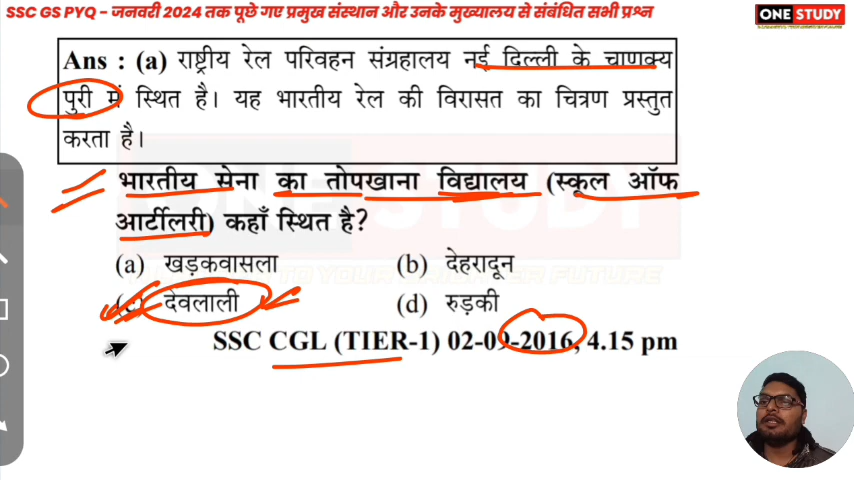 SSC GS PYQ - जनवरी 2024 तक पूछे गए प्रमुख संस्थान और उनके मुख्यालय से संबंधित सभी प्रश्न
ONE STUDY
Ans : (a) राष्ट्रीय रेल परिवहन संग्रहालय नई दिल्ली के चाणक्य
पुरी में स्थित है। यह भारतीय रेल की विरासत का चित्रण प्रस्तुत
करता है।
भारतीय सेना का तोपखाना विद्यालय (स्कूल ऑफ
आर्टीलरी) कहाँ स्थित है?
(a) खड़कवासला (b) देहरादून
(c) देवलाली (d) रुड़की
SSC CGL (TIER-1) 02-09-2016, 4.15 pm